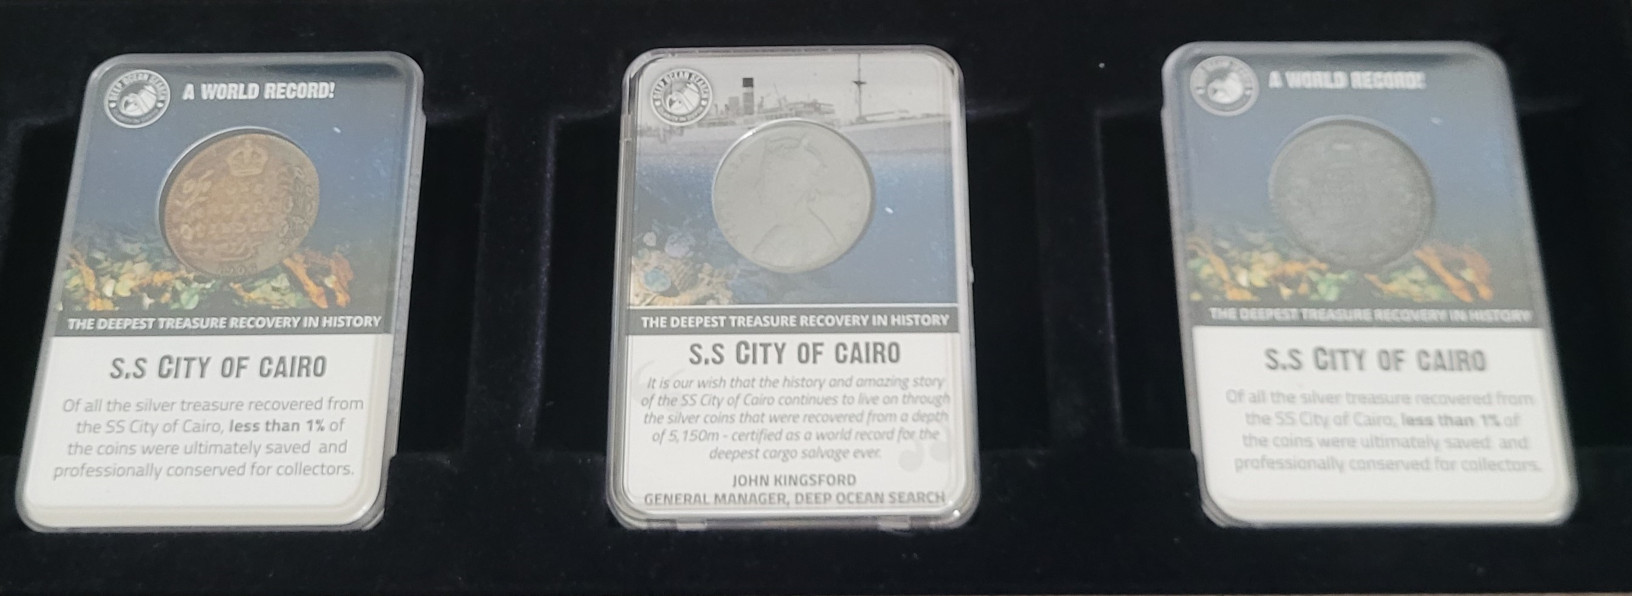 DEEP OCEAN SEARCH
A WORLD RECORD!
THE DEEPEST TREASURE RECOVERY IN HISTORY
S.S CITY OF CAIRO
Of all the silver treasure recovered from
the SS City of Cairo, less than 1% of
the coins were ultimately saved and
professionally conserved for collectors.
DEEP OCEAN SEARCH
THE DEEPEST TREASURE RECOVERY IN HISTORY
S.S CITY OF CAIRO
It is our wish that the history and amazing story
of the SS City of Cairo continues to live on through
the silver coins that were recovered from a depth
of 5,150m - certified as a world record for the
deepest cargo salvage ever.
JOHN KINGSFORD
GENERAL MANAGER, DEEP OCEAN SEARCH
A WORLD RECORD!
THE DEEPEST TREASURE RECOVERY IN HISTORY
S.S CITY OF CAIRO
Of all the silver treasure recovered from
the SS City of Cairo, less than 1% of
the coins were ultimately saved and
professionally conserved for collectors.